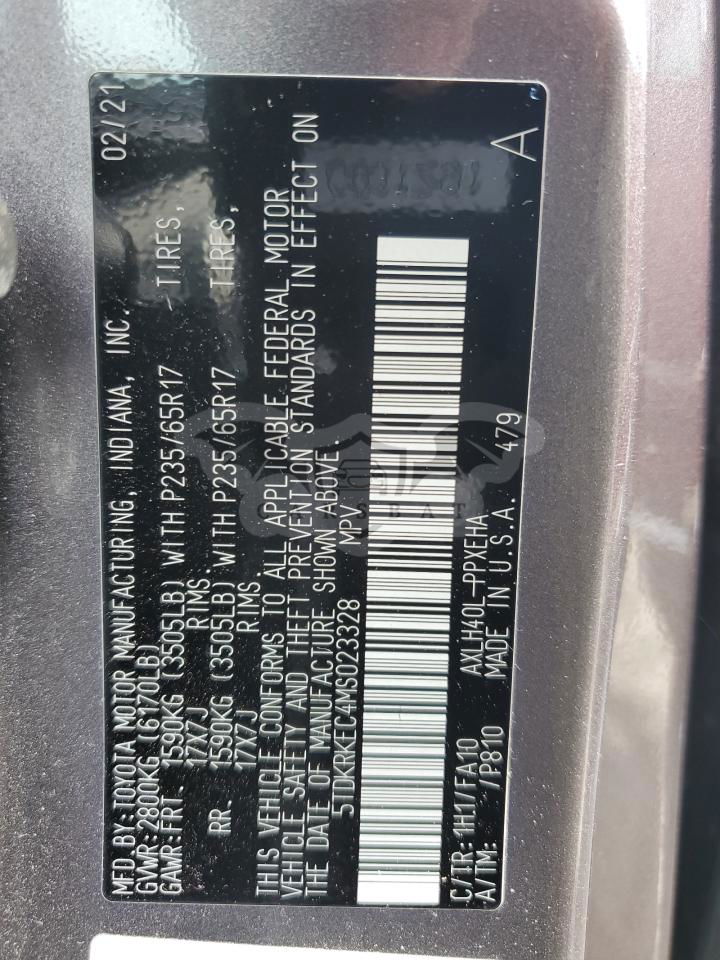 MFD BY:TOYOTA MOTOR MANUFACTURING, INDIANA, INC. 02/21
GVWR:2800KG (6170LB)
GAWR:FRT 1590KG (3505LB) WITH P235/65R17 - TIRES,
17X7J RIMS.
RR. 1590KG (3505LB) WITH P235/65R17 TIRES,
17X7J RIMS.
THIS VEHICLE CONFORMS TO ALL APPLICABLE FEDERAL MOTOR
VEHICLE SAFETY AND THEFT PREVENTION STANDARDS IN EFFECT ON
THE DATE OF MANUFACTURE SHOWN ABOVE
5TDKRKEC4MS023328 MPV
C/TR:1H1/FA10 AXLH40L-PPXEHA
A/TM: /P810 MADE IN U.S.A. 479
A